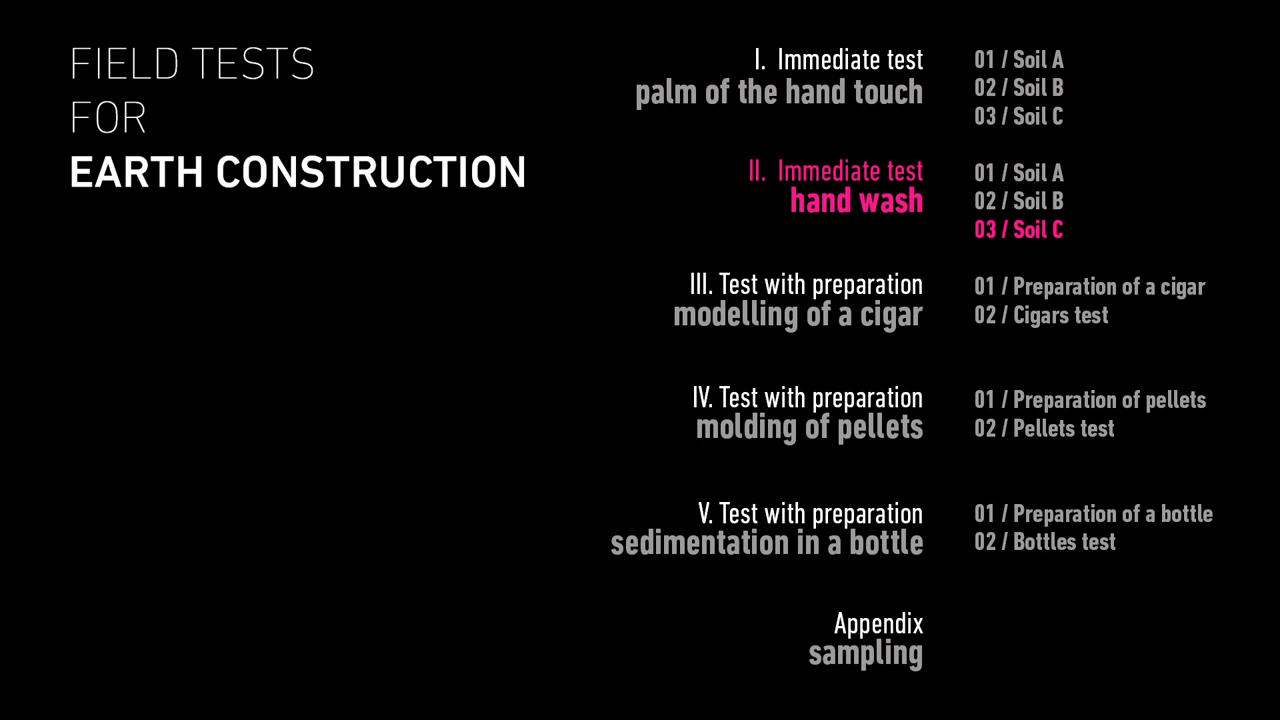 FIELD TESTS
FOR
EARTH CONSTRUCTION
I. Immediate test
palm of the hand touch
01 / Soil A
02 / Soil B
03 / Soil C
II. Immediate test
hand wash
01 / Soil A
02 / Soil B
03 / Soil C
III. Test with preparation
modelling of a cigar
01 / Preparation of a cigar
02 / Cigars test
IV. Test with preparation
molding of pellets
01 / Preparation of pellets
02 / Pellets test
V. Test with preparation
sedimentation in a bottle
01 / Preparation of a bottle
02 / Bottles test
Appendix
sampling